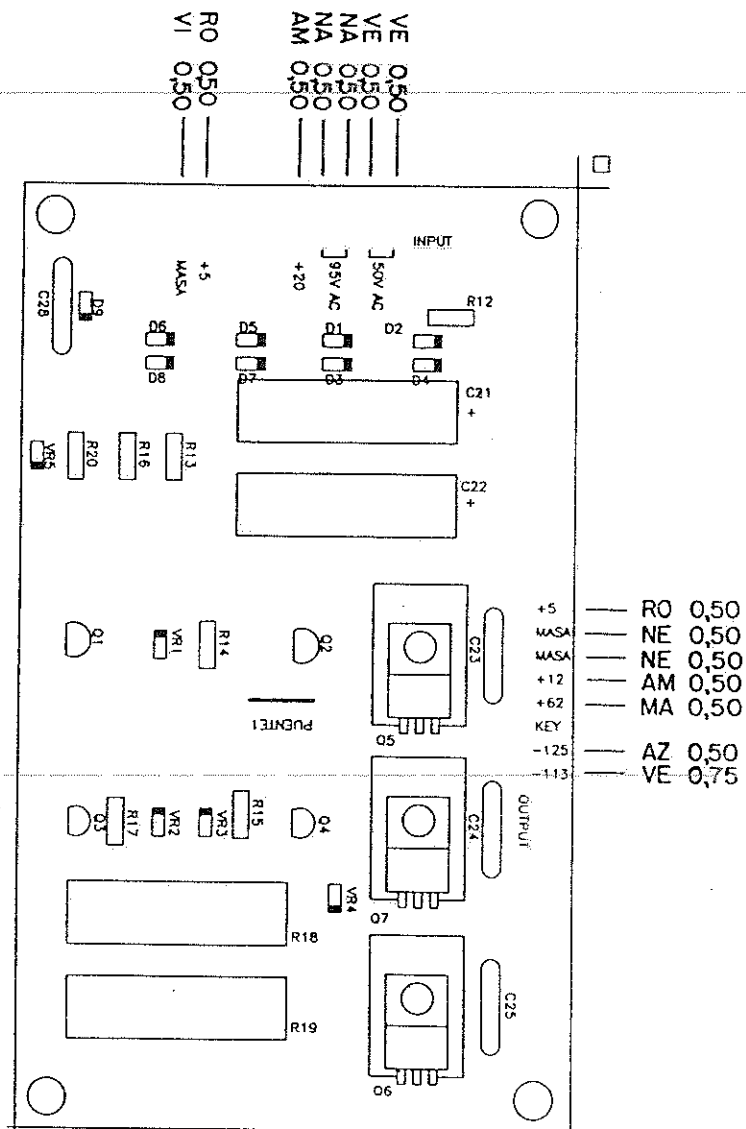 VE 0,50
VE 0,50
NA 0,50
NA 0,50
AM 0,50
RO 0,50
VI 0,50
INPUT
50V AC
95V AC
+20
+5
MASA
R12
C28
D9
D6
D5
D1
D2
D8
D7
D3
D4
C21
+
VR5
R20
R16
R13
C22
+
Q1
VR1
R14
Q2
C23
PUENTE1
Q5
+5 RO 0,50
MASA NE 0,50
MASA NE 0,50
+12 AM 0,50
+62 MA 0,50
KEY
-125 AZ 0,50
-113 VE 0,75
Q3
R17
VR2
VR3
R15
Q4
C24
OUTPUT
VR4
Q7
R18
R19
C25
Q6